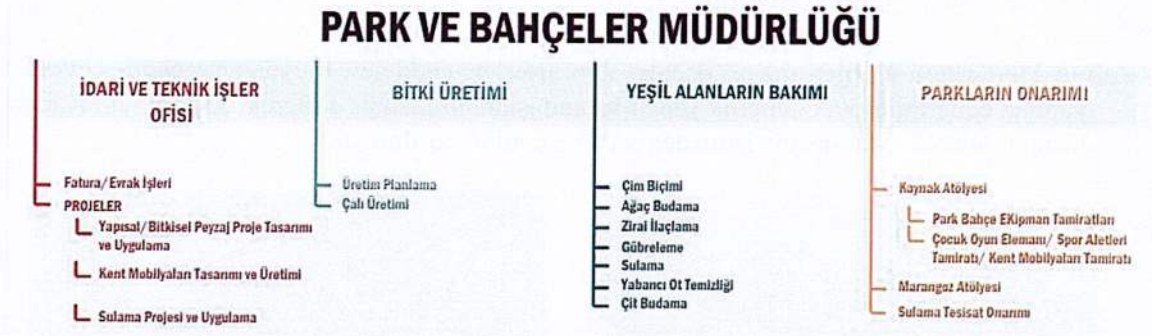 PARK VE BAHÇELER MÜDÜRLÜĞÜ
İDARİ VE TEKNİK İŞLER
OFİSİ
Fatura/Evrak İşleri
PROJELER
Yapısal/Bitkisel Peyzaj Proje Tasarımı
ve Uygulama
Kent Mobilyaları Tasarımı ve Üretimi
Sulama Projesi ve Uygulama
BİTKİ ÜRETİMİ
Üretim Planlama
Çalı Üretimi
YEŞİL ALANLARIN BAKIMI
Çim Biçimi
Ağaç Budama
Zirai İlaçlama
Gübreleme
Sulama
Yabancı Ot Temizliği
Çit Budama
PARKLARIN ONARIMI
Kaynak Atölyesi
Park Bahçe EKipman Tamiratları
Çocuk Oyun Elemanı/ Spor Aletleri
Tamiratı/ Kent Mobilyaları Tamiratı
Marangoz Atölyesi
Sulama Tesisat Onarımı